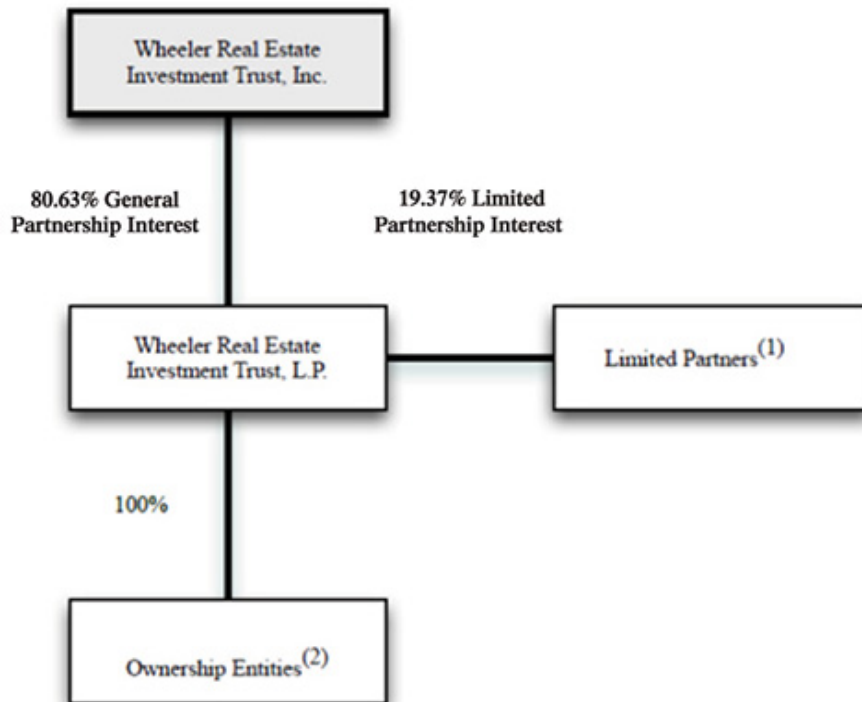 Wheeler Real Estate
Investment Trust, Inc.
80.63% General
Partnership Interest
19.37% Limited
Partnership Interest
Wheeler Real Estate
Investment Trust, L.P.
Limited Partners(1)
100%
Ownership Entities(2)